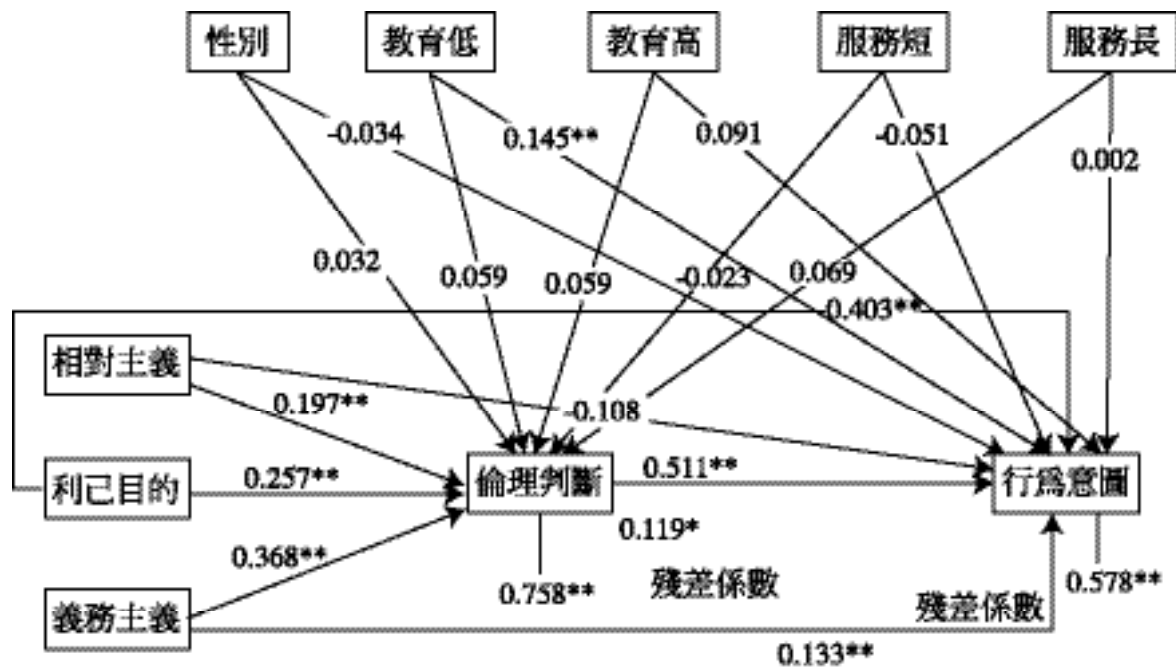 性別
教育低
教育高
服務短
服務長
-0.034
0.145**
0.091
-0.051
0.002
0.032
0.059
0.059
-0.023
0.069
-0.403**
相對主義
0.197**
-0.108
利己目的
0.257**
倫理判斷
0.511**
行為意圖
0.119*
0.368**
0.758**
殘差係數
0.578**
義務主義
殘差係數
0.133**